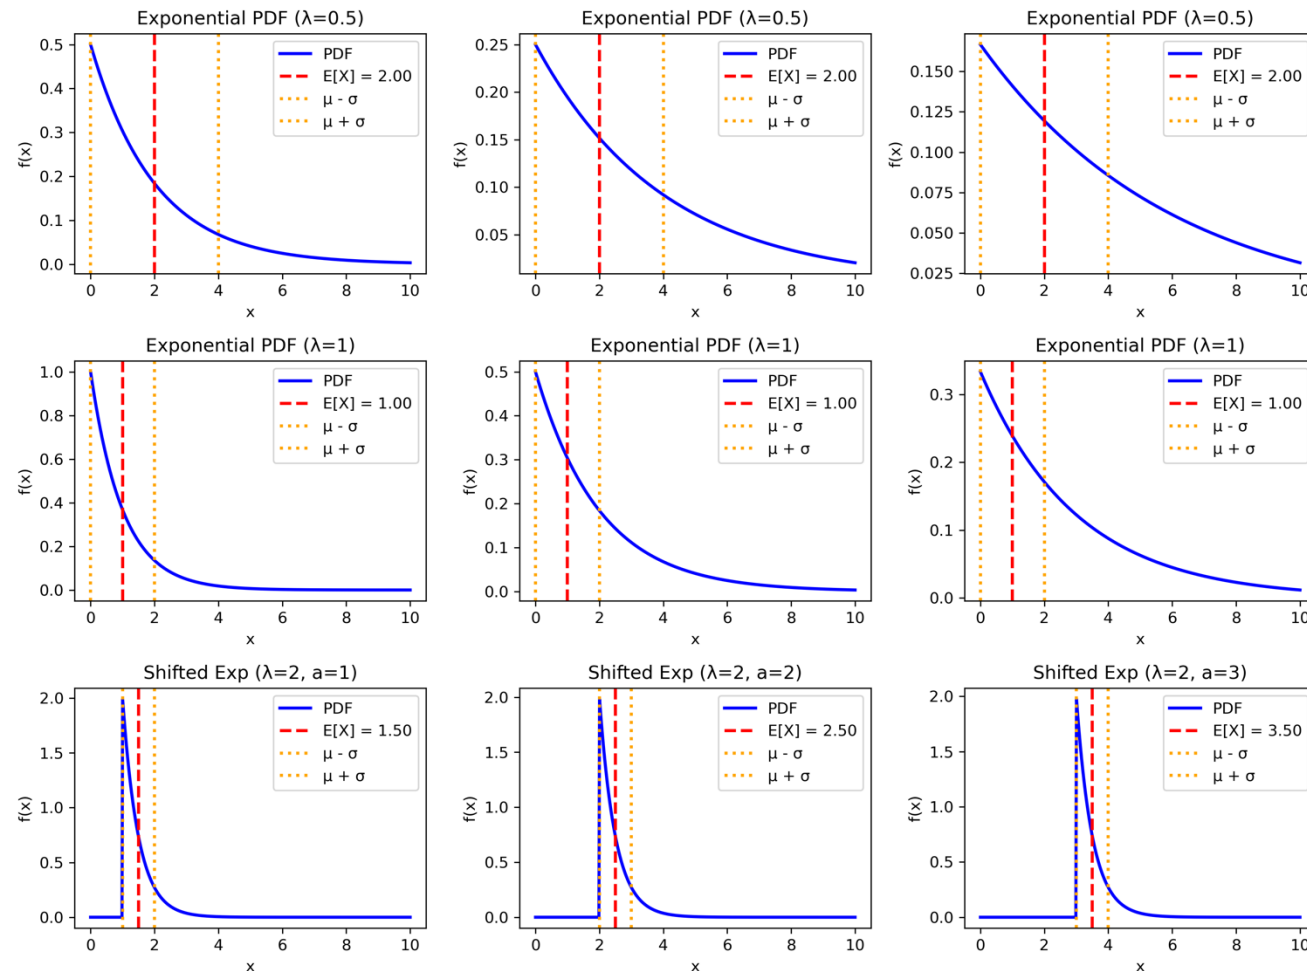 Exponential PDF (λ=0.5)
0.5
0.4
0.3
0.2
0.1
0.0
f(x)
PDF
E[X] = 2.00
μ - σ
μ + σ
0 2 4 6 8 10
x
Exponential PDF (λ=0.5)
0.25
0.20
0.15
0.10
0.05
f(x)
PDF
E[X] = 2.00
μ - σ
μ + σ
0 2 4 6 8 10
x
Exponential PDF (λ=0.5)
0.150
0.125
0.100
0.075
0.050
0.025
f(x)
PDF
E[X] = 2.00
μ - σ
μ + σ
0 2 4 6 8 10
x
Exponential PDF (λ=1)
1.0
0.8
0.6
0.4
0.2
0.0
f(x)
PDF
E[X] = 1.00
μ - σ
μ + σ
0 2 4 6 8 10
x
Exponential PDF (λ=1)
0.5
0.4
0.3
0.2
0.1
0.0
f(x)
PDF
E[X] = 1.00
μ - σ
μ + σ
0 2 4 6 8 10
x
Exponential PDF (λ=1)
0.3
0.2
0.1
0.0
f(x)
PDF
E[X] = 1.00
μ - σ
μ + σ
0 2 4 6 8 10
x
Shifted Exp (λ=2, a=1)
2.0
1.5
1.0
0.5
0.0
f(x)
PDF
E[X] = 1.50
μ - σ
μ + σ
0 2 4 6 8 10
x
Shifted Exp (λ=2, a=2)
2.0
1.5
1.0
0.5
0.0
f(x)
PDF
E[X] = 2.50
μ - σ
μ + σ
0 2 4 6 8 10
x
Shifted Exp (λ=2, a=3)
2.0
1.5
1.0
0.5
0.0
f(x)
PDF
E[X] = 3.50
μ - σ
μ + σ
0 2 4 6 8 10
x